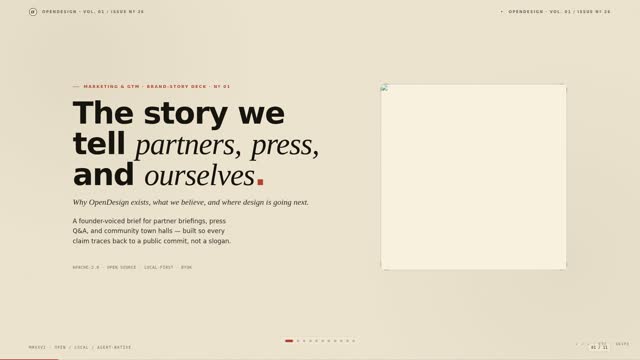 OPENDESIGN · VOL. 01 / ISSUE Nº 26
• OPENDESIGN · VOL. 01 / ISSUE Nº 26
— MARKETING & GTM · BRAND-STORY DECK · Nº 01
The story we
tell partners, press,
and ourselves.
Why OpenDesign exists, what we believe, and where design is going next.
A founder-voiced brief for partner briefings, press
Q&A, and community town halls — built so every
claim traces back to a public commit, not a slogan.
APACHE-2.0 · OPEN SOURCE · LOCAL-FIRST · BYOK
MMXXVI · OPEN / LOCAL / AGENT-NATIVE
01 / 11